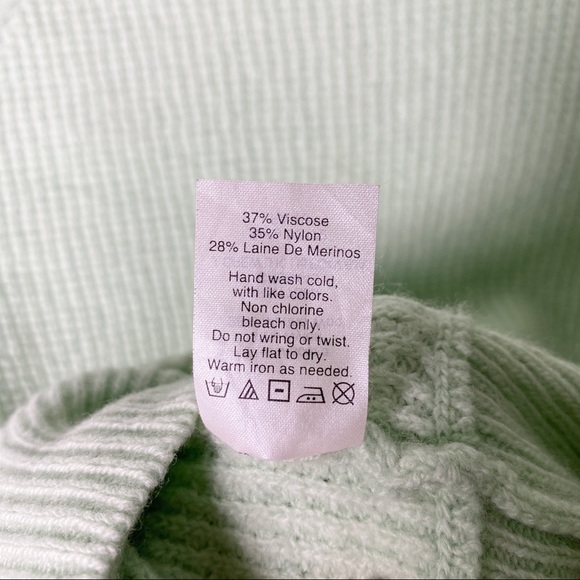 37% Viscose
35% Nylon
28% Laine De Merinos
Hand wash cold,
with like colors.
Non chlorine
bleach only.
Do not wring or twist.
Lay flat to dry.
Warm iron as needed.